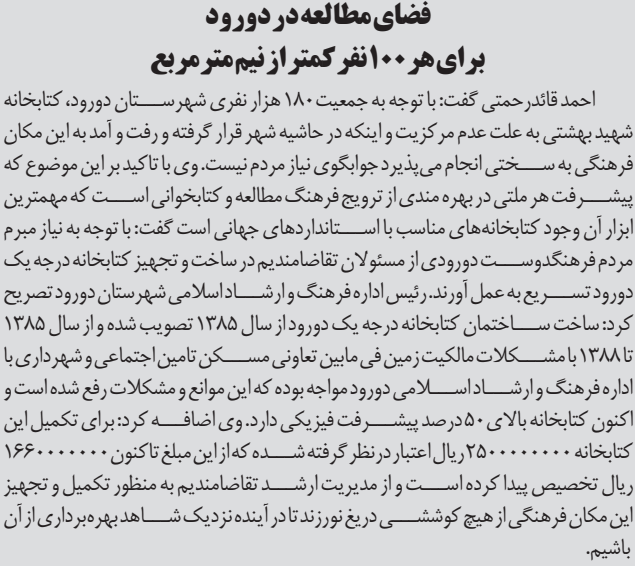 فضای مطالعه در دورود
برای هر ۱۰۰ نفر کمتر از نیم متر مربع
احمد قائدرحمتی گفت: با توجه به جمعیت ۱۸۰ هزار نفری شهرستان دورود، کتابخانه
شهید بهشتی به علت عدم مرکزیت و اینکه در حاشیه شهر قرار گرفته و رفت و آمد به این مکان
فرهنگی به سختی انجام می‌پذیرد جوابگوی نیاز مردم نیست. وی با تاکید بر این موضوع که
پیشرفت هر ملتی در بهره مندی از ترویج فرهنگ مطالعه و کتابخوانی است که مهمترین
ابزار آن وجود کتابخانه‌های مناسب با استانداردهای جهانی است گفت: با توجه به نیاز مبرم
مردم فرهنگدوست دورودی از مسئولان تقاضامندیم در ساخت و تجهیز کتابخانه درجه یک
دورود تسریع به عمل آورند. رئیس اداره فرهنگ و ارشاد اسلامی شهرستان دورود تصریح
کرد: ساخت ساختمان کتابخانه درجه یک دورود از سال ۱۳۸۵ تصویب شده و از سال ۱۳۸۵
تا ۱۳۸۸ با مشکلات مالکیت زمین فی مابین تعاونی مسکن تامین اجتماعی و شهرداری با
اداره فرهنگ و ارشاد اسلامی دورود مواجه بوده که این موانع و مشکلات رفع شده است و
اکنون کتابخانه بالای ۵۰ درصد پیشرفت فیزیکی دارد. وی اضافه کرد: برای تکمیل این
کتابخانه ۲۵۰۰۰۰۰۰۰۰۰ ریال اعتبار در نظر گرفته شده که از این مبلغ تاکنون ۱۶۶۰۰۰۰۰۰۰
ریال تخصیص پیدا کرده است و از مدیریت ارشد تقاضامندیم به منظور تکمیل و تجهیز
این مکان فرهنگی از هیچ کوششی دریغ نورزند تا در آینده نزدیک شاهد بهره‌برداری از آن
باشیم.